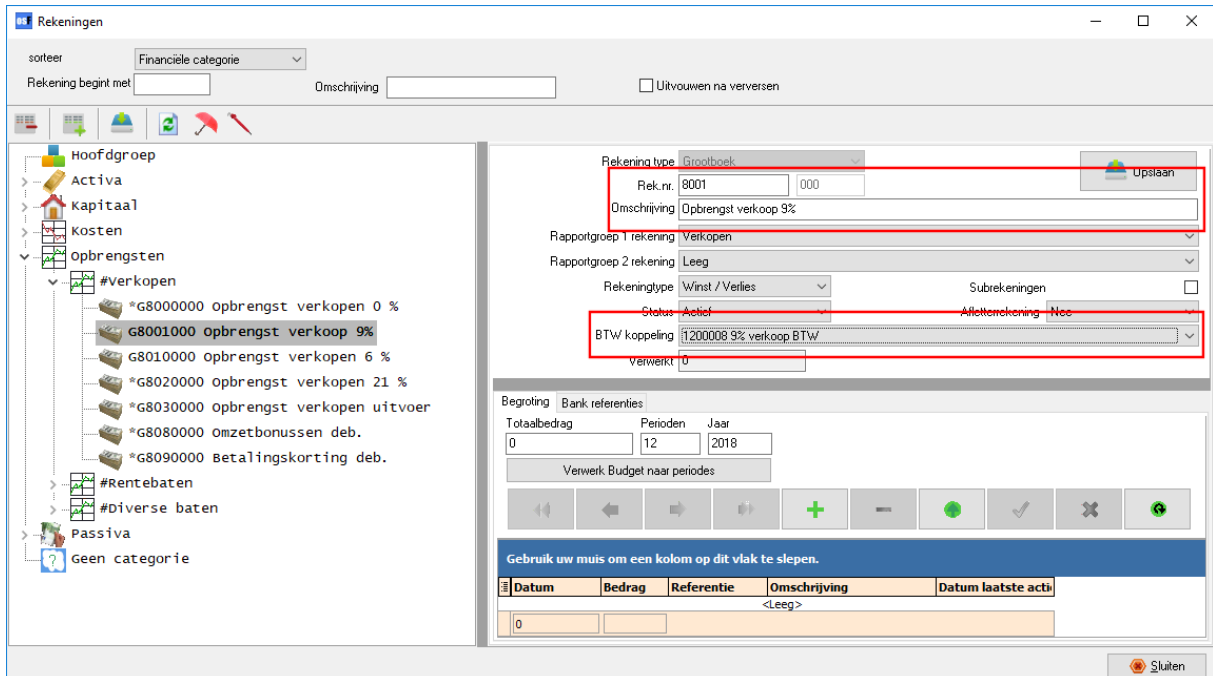 osF Rekeningen
sorteer Financiële categorie
Rekening begint met Omschrijving Uitvouwen na verversen
Hoofdgroep
Activa
Kapitaal
Kosten
Opbrengsten
#Verkopen
*G8000000 Opbrengst verkopen 0 %
G8001000 Opbrengst verkoop 9%
*G8010000 Opbrengst verkopen 6 %
*G8020000 Opbrengst verkopen 21 %
*G8030000 Opbrengst verkopen uitvoer
*G8080000 Omzetbonussen deb.
*G8090000 Betalingskorting deb.
#Rentebaten
#Diverse baten
Passiva
Geen categorie
Rekening type Grootboek
Upslaan
Rek.nr. 8001 000
Omschrijving Opbrengst verkoop 9%
Rapportgroep 1 rekening Verkopen
Rapportgroep 2 rekening Leeg
Rekeningtype Winst / Verlies Subrekeningen
Status Actief Afletterrekening Nee
BTW koppeling 1200008 9% verkoop BTW
Verwerkt 0
Begroting Bank referenties
Totaalbedrag Perioden Jaar
0 12 2018
Verwerk Budget naar periodes
Gebruik uw muis om een kolom op dit vlak te slepen.
Datum Bedrag Referentie Omschrijving Datum laatste acti
<Leeg>
0
Sluiten